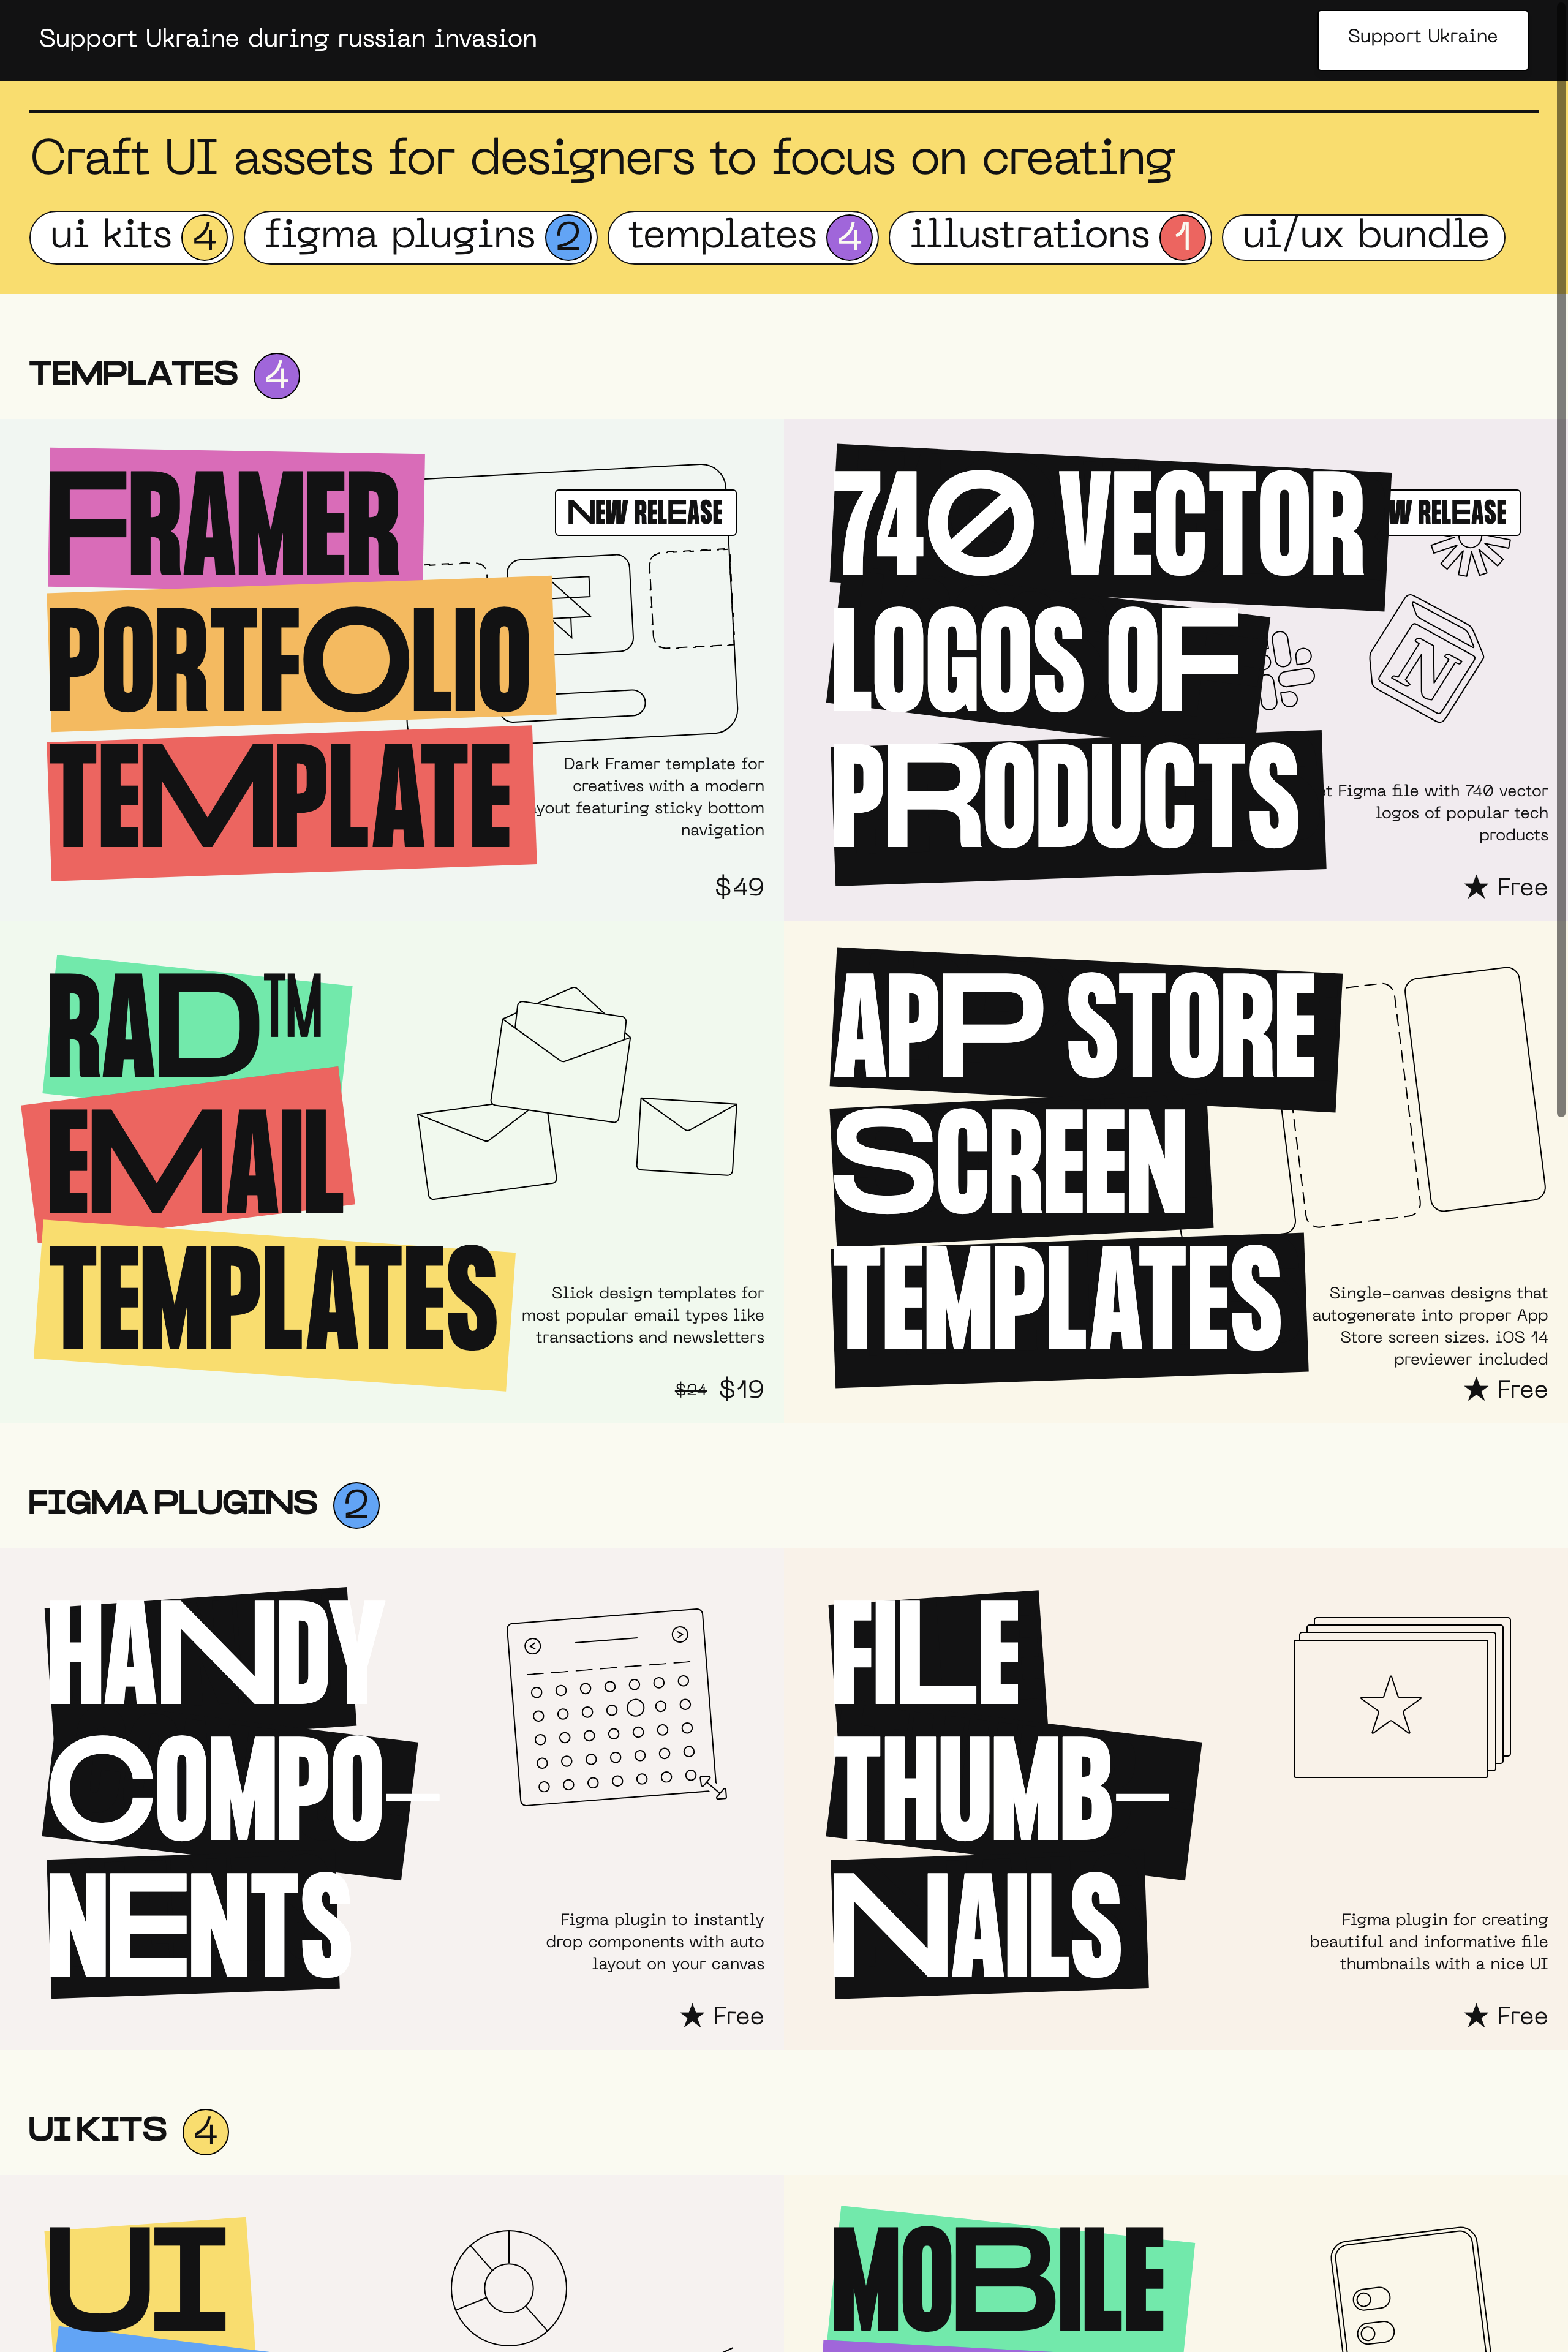 Support Ukraine during russian invasion
Support Ukraine
Craft UI assets for designers to focus on creating
ui kits 4
figma plugins 2
templates 4
illustrations 1
ui/ux bundle
TEMPLATES 4
FRAMER
PORTFOLIO
TEMPLATE
NEW RELEASE
Dark Framer template for
creatives with a modern
ayout featuring sticky bottom
navigation
$49
740 VECTOR
LOGOS OF
PRODUCTS
W RELEASE
N
et Figma file with 740 vector
logos of popular tech
products
★ Free
RAD™
EMAIL
TEMPLATES
Slick design templates for
most popular email types like
transactions and newsletters
$24 $19
APP STORE
SCREEN
TEMPLATES
Single-canvas designs that
autogenerate into proper App
Store screen sizes. iOS 14
previewer included
★ Free
FIGMA PLUGINS 2
HANDY
COMPO—
NENTS
Figma plugin to instantly
drop components with auto
layout on your canvas
★ Free
FILE
THUMB—
NAILS
Figma plugin for creating
beautiful and informative file
thumbnails with a nice UI
★ Free
UI KITS 4
UI
MOBILE